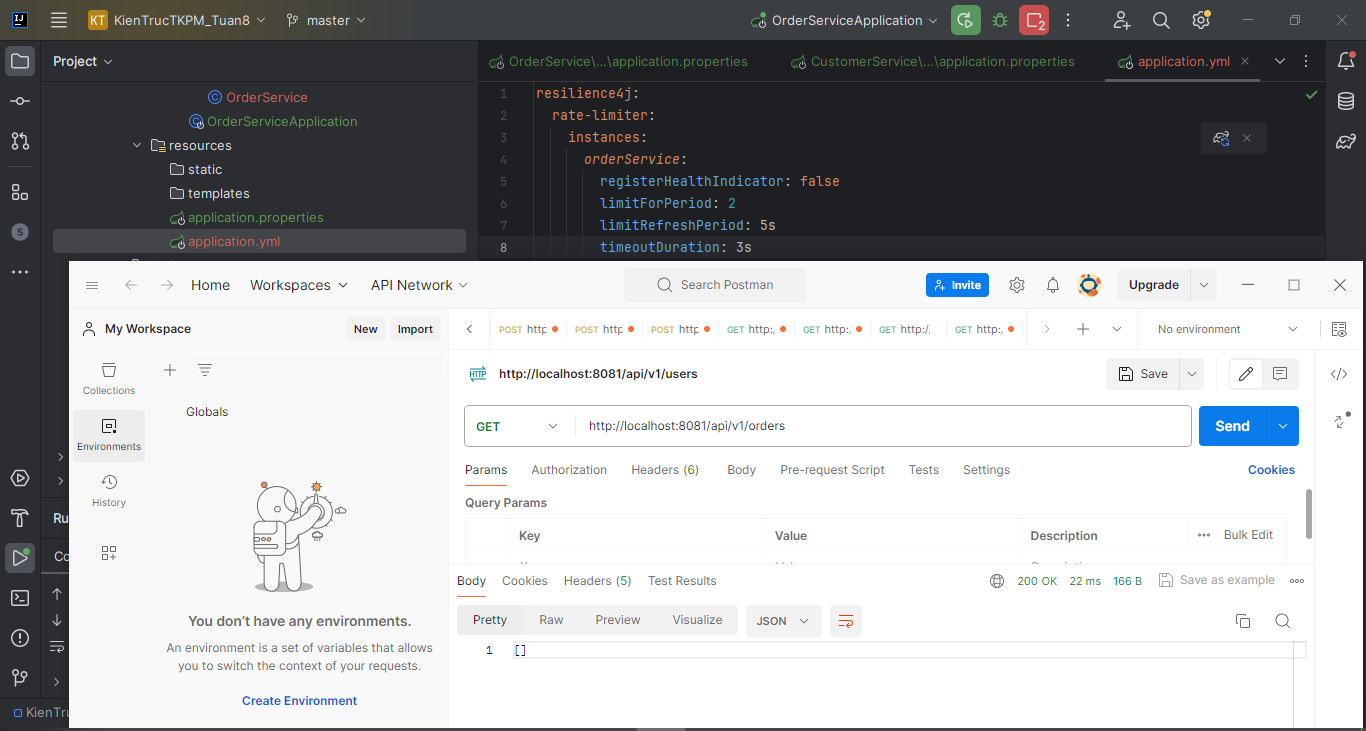 KT KienTrucTKPM_Tuan8 master OrderServiceApplication 2
Project
OrderService\...\application.properties CustomerService\...\application.properties application.yml
OrderService
OrderServiceApplication
resources
static
templates
application.properties
application.yml
1 resilience4j:
2 rate-limiter:
3 instances:
4 orderService:
5 registerHealthIndicator: false
6 limitForPeriod: 2
7 limitRefreshPeriod: 5s
8 timeoutDuration: 3s
S
Ru
Co
KienTru
Home Workspaces API Network Search Postman Invite Upgrade
My Workspace New Import
POST http POST http POST http GET http:, GET http:, GET http:/, GET http:, No environment
Collections
Environments
History
Globals
You don't have any environments.
An environment is a set of variables that allows
you to switch the context of your requests.
Create Environment
HTTP http://localhost:8081/api/v1/users Save
GET http://localhost:8081/api/v1/orders Send
Params Authorization Headers (6) Body Pre-request Script Tests Settings Cookies
Query Params
Key Value Description Bulk Edit
Body Cookies Headers (5) Test Results 200 OK 22 ms 166 B Save as example
Pretty Raw Preview Visualize JSON
1 []